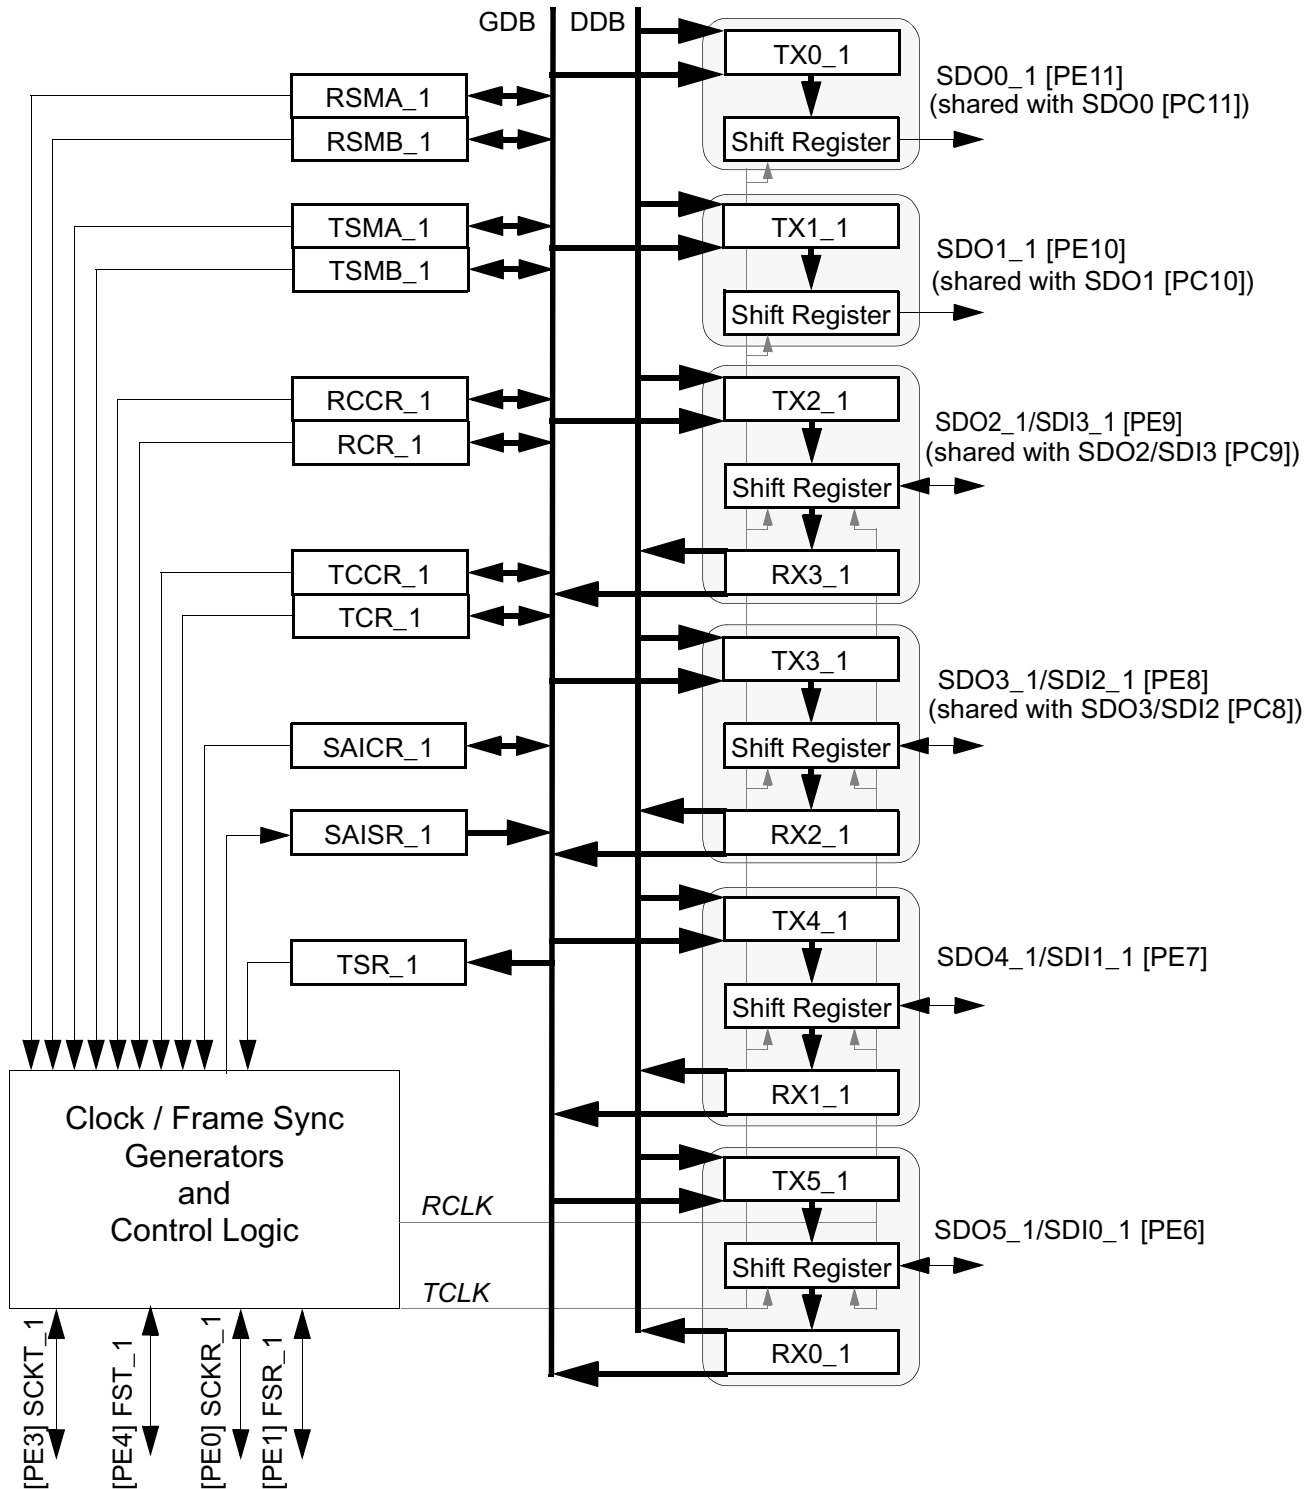 GDB DDB
TX0_1
SDO0_1 [PE11]
(shared with SDO0 [PC11])
RSMA_1
RSMB_1
Shift Register
TSMA_1
TX1_1
TSMB_1
SDO1_1 [PE10]
(shared with SDO1 [PC10])
Shift Register
RCCR_1
TX2_1
RCR_1
SDO2_1/SDI3_1 [PE9]
(shared with SDO2/SDI3 [PC9])
Shift Register
TCCR_1
RX3_1
TCR_1
TX3_1
SDO3_1/SDI2_1 [PE8]
(shared with SDO3/SDI2 [PC8])
SAICR_1
Shift Register
SAISR_1
RX2_1
TX4_1
TSR_1
SDO4_1/SDI1_1 [PE7]
Shift Register
RX1_1
Clock / Frame Sync
Generators
and
Control Logic
TX5_1
RCLK
SDO5_1/SDI0_1 [PE6]
Shift Register
TCLK
RX0_1
[PE3] SCKT_1
[PE4] FST_1
[PE0] SCKR_1
[PE1] FSR_1